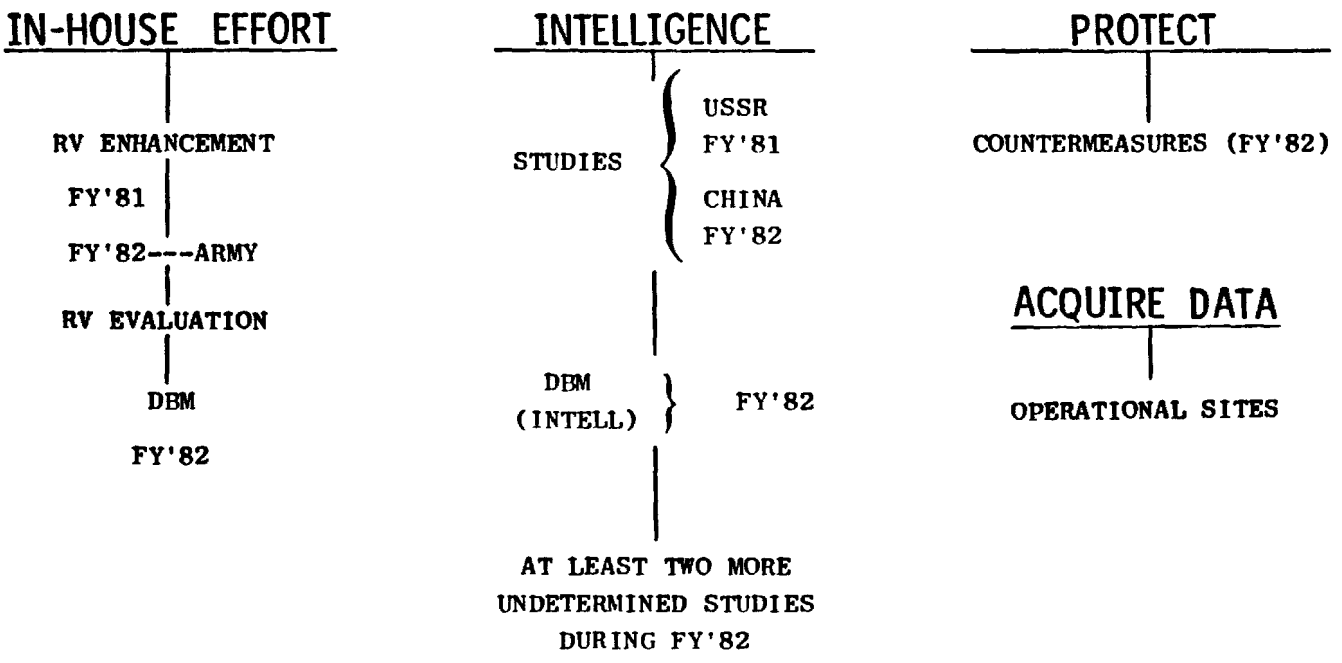 IN-HOUSE EFFORT
RV ENHANCEMENT
FY'81
FY'82---ARMY
RV EVALUATION
DBM
FY'82
INTELLIGENCE
STUDIES
USSR
FY'81
CHINA
FY'82
DBM
(INTELL)
FY'82
AT LEAST TWO MORE
UNDETERMINED STUDIES
DURING FY'82
PROTECT
COUNTERMEASURES (FY'82)
ACQUIRE DATA
OPERATIONAL SITES